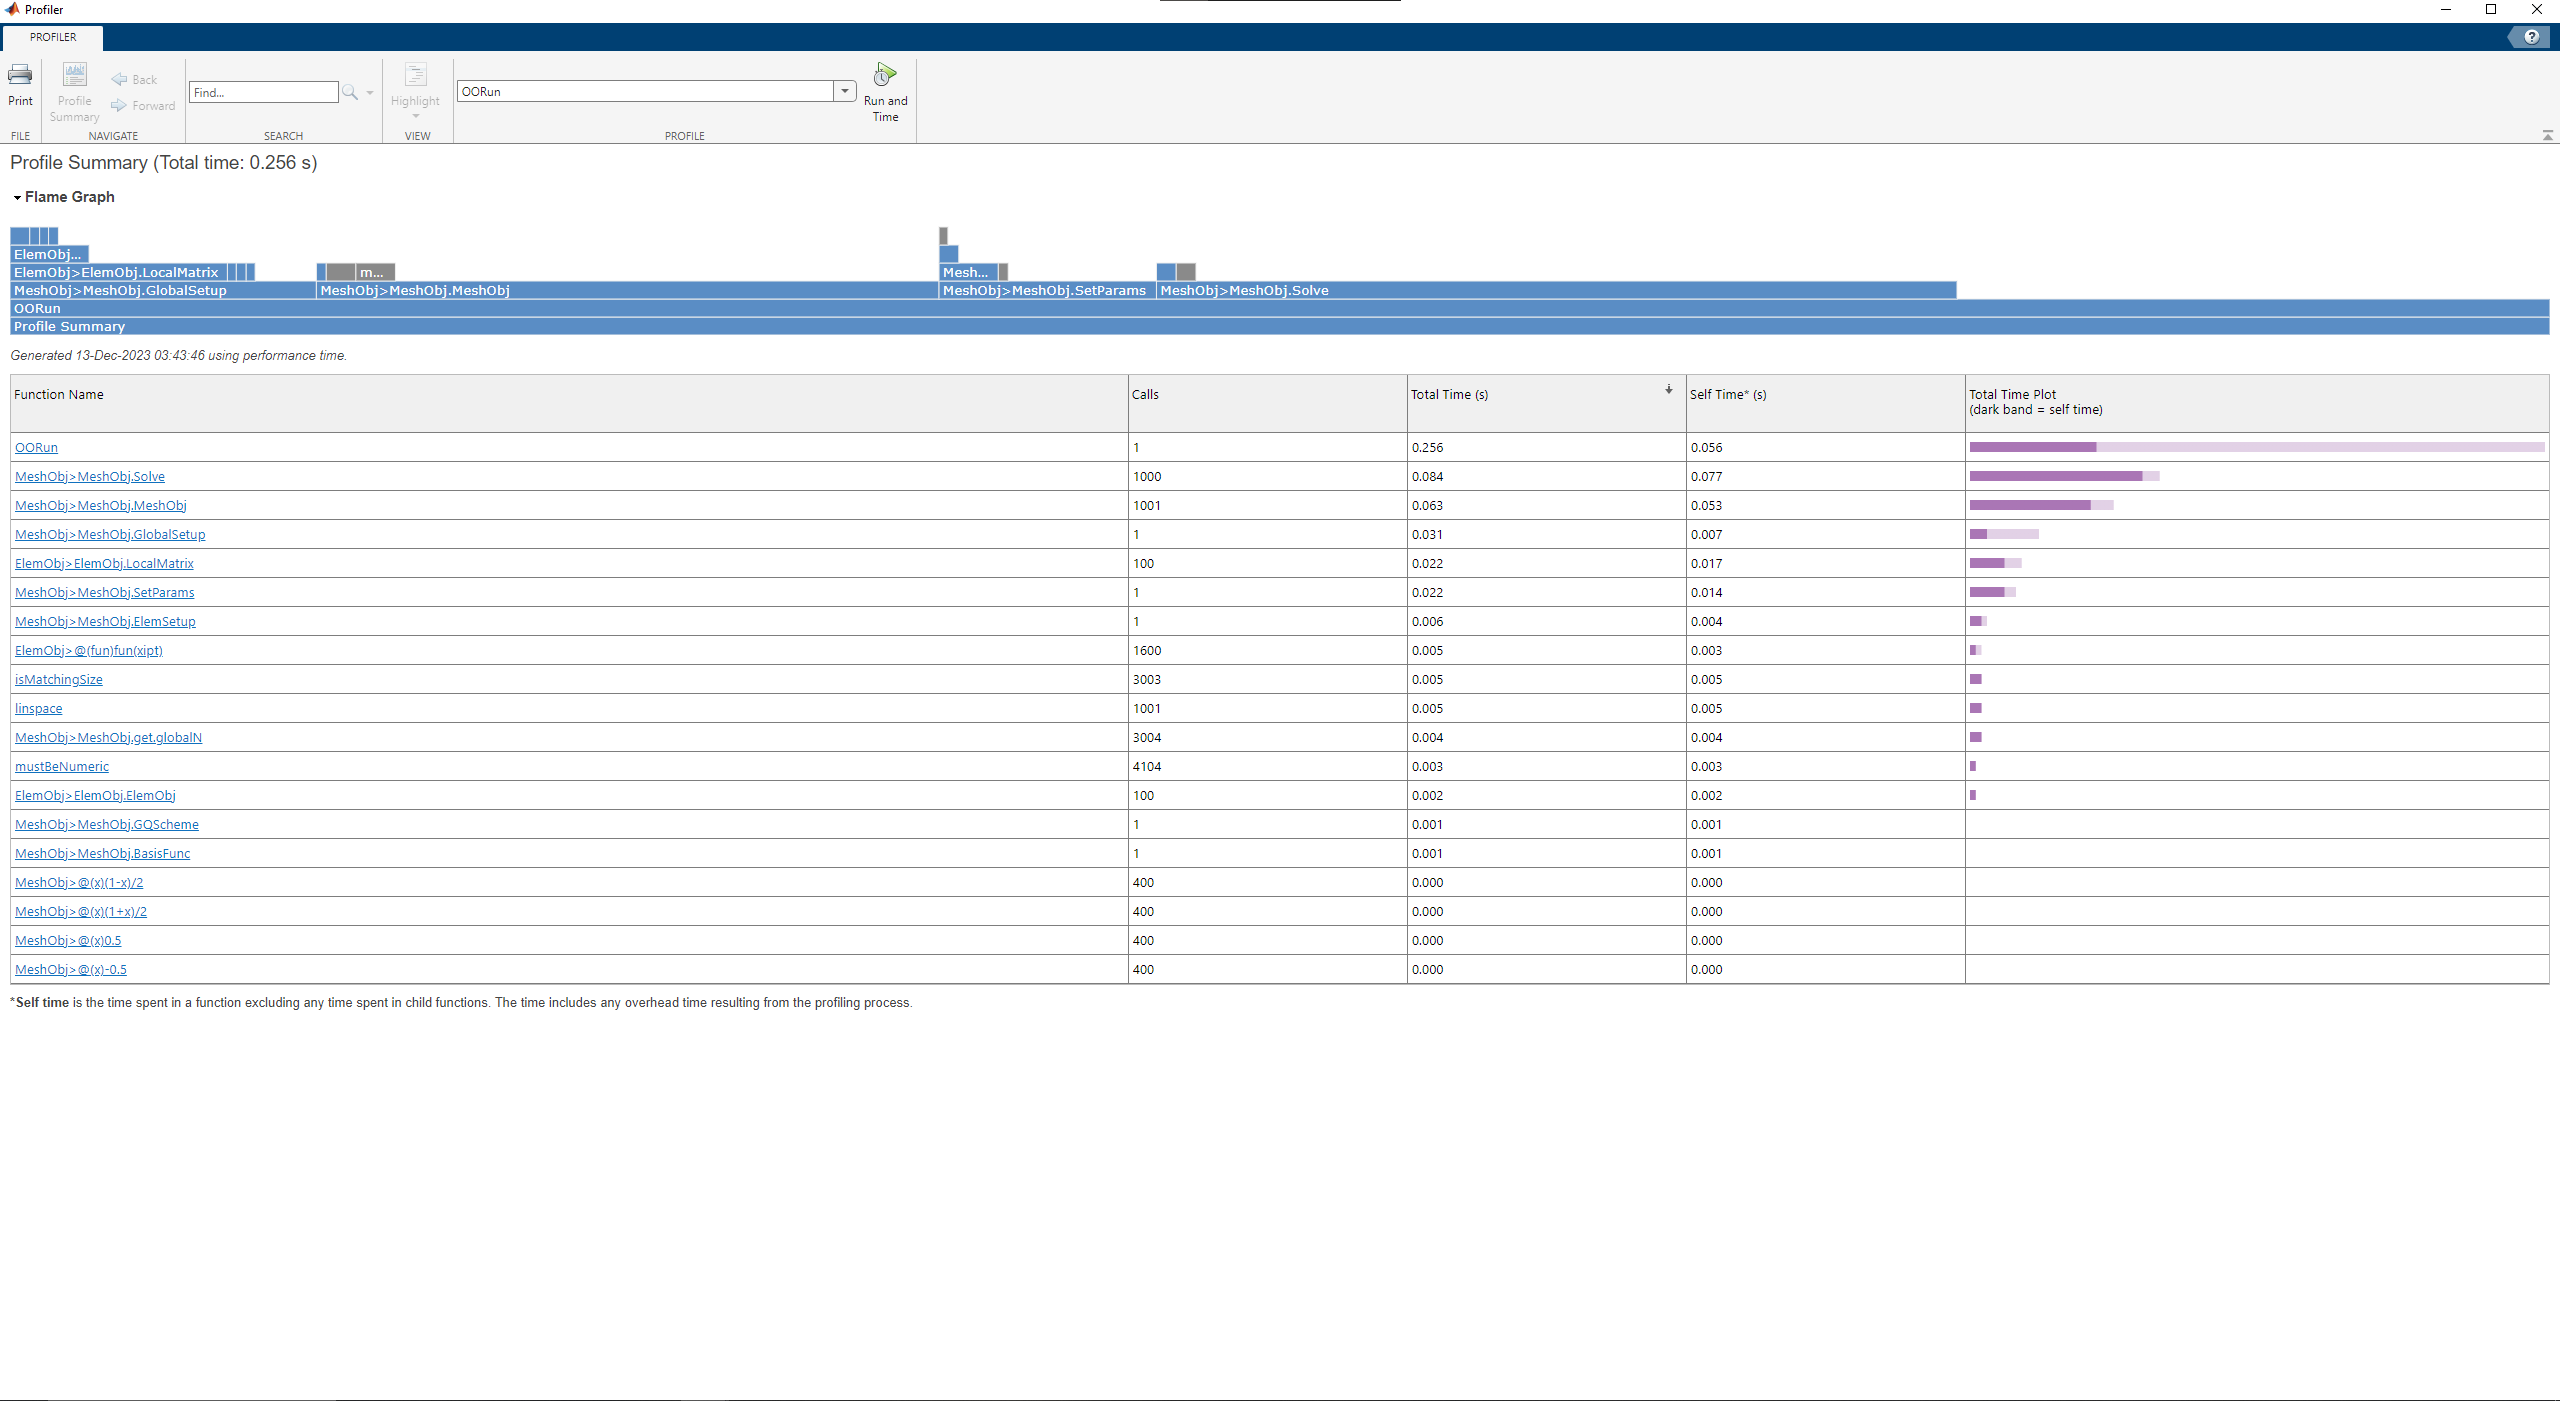 Profiler
PROFILER
?
Print
Profile
Summary
Back
Forward
Find...
Highlight
OORun
Run and
Time
FILE
NAVIGATE
SEARCH
VIEW
PROFILE
Profile Summary (Total time: 0.256 s)
Flame Graph
ElemObj...
ElemObj>ElemObj.LocalMatrix m... Mesh...
MeshObj>MeshObj.GlobalSetup MeshObj>MeshObj.MeshObj MeshObj>MeshObj.SetParams MeshObj>MeshObj.Solve
OORun
Profile Summary
Generated 13-Dec-2023 03:43:46 using performance time.
Function Name Calls Total Time (s) Self Time* (s) Total Time Plot
(dark band = self time)
OORun 1 0.256 0.056
MeshObj>MeshObj.Solve 1000 0.084 0.077
MeshObj>MeshObj.MeshObj 1001 0.063 0.053
MeshObj>MeshObj.GlobalSetup 1 0.031 0.007
ElemObj>ElemObj.LocalMatrix 100 0.022 0.017
MeshObj>MeshObj.SetParams 1 0.022 0.014
MeshObj>MeshObj.ElemSetup 1 0.006 0.004
ElemObj>@(fun)fun(xipt) 1600 0.005 0.003
isMatchingSize 3003 0.005 0.005
linspace 1001 0.005 0.005
MeshObj>MeshObj.get.globalN 3004 0.004 0.004
mustBeNumeric 4104 0.003 0.003
ElemObj>ElemObj.ElemObj 100 0.002 0.002
MeshObj>MeshObj.GQScheme 1 0.001 0.001
MeshObj>MeshObj.BasisFunc 1 0.001 0.001
MeshObj>@(x)(1-x)/2 400 0.000 0.000
MeshObj>@(x)(1+x)/2 400 0.000 0.000
MeshObj>@(x)0.5 400 0.000 0.000
MeshObj>@(x)-0.5 400 0.000 0.000
*Self time is the time spent in a function excluding any time spent in child functions. The time includes any overhead time resulting from the profiling process.